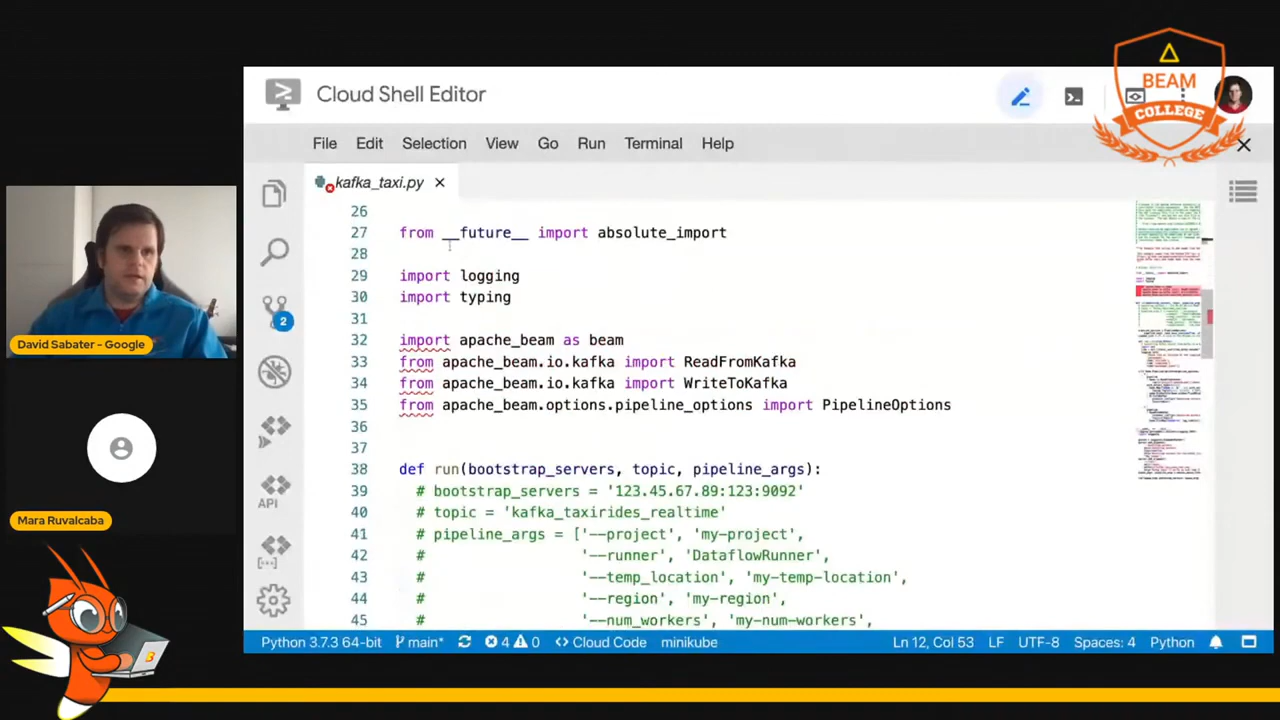 BEAM
COLLEGE
Cloud Shell Editor
File Edit Selection View Go Run Terminal Help
kafka_taxi.py
26
27 from __future__ import absolute_import
28
29 import logging
30 import typing
31
32 import apache_beam as beam
33 from apache_beam.io.kafka import ReadFromKafka
34 from apache_beam.io.kafka import WriteToKafka
35 from apache_beam.options.pipeline_options import PipelineOptions
36
37
38 def run(bootstrap_servers, topic, pipeline_args):
39 # bootstrap_servers = '123.45.67.89:123:9092'
40 # topic = 'kafka_taxirides_realtime'
41 # pipeline_args = ['--project', 'my-project',
42 # '--runner', 'DataflowRunner',
43 # '--temp_location', 'my-temp-location',
44 # '--region', 'my-region',
45 # '--num_workers', 'my-num-workers',
2
API
Python 3.7.3 64-bit main* 4 0 Cloud Code minikube Ln 12, Col 53 LF UTF-8 Spaces: 4 Python
David Sabater - Google
Mara Ruvalcaba